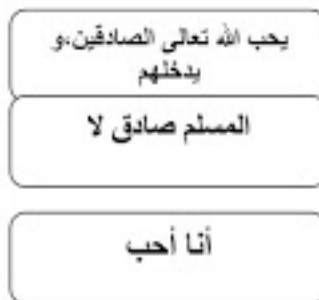 يحب الله تعالى الصادقين،و
يدخلهم
المسلم صادق لا
أنا أحب